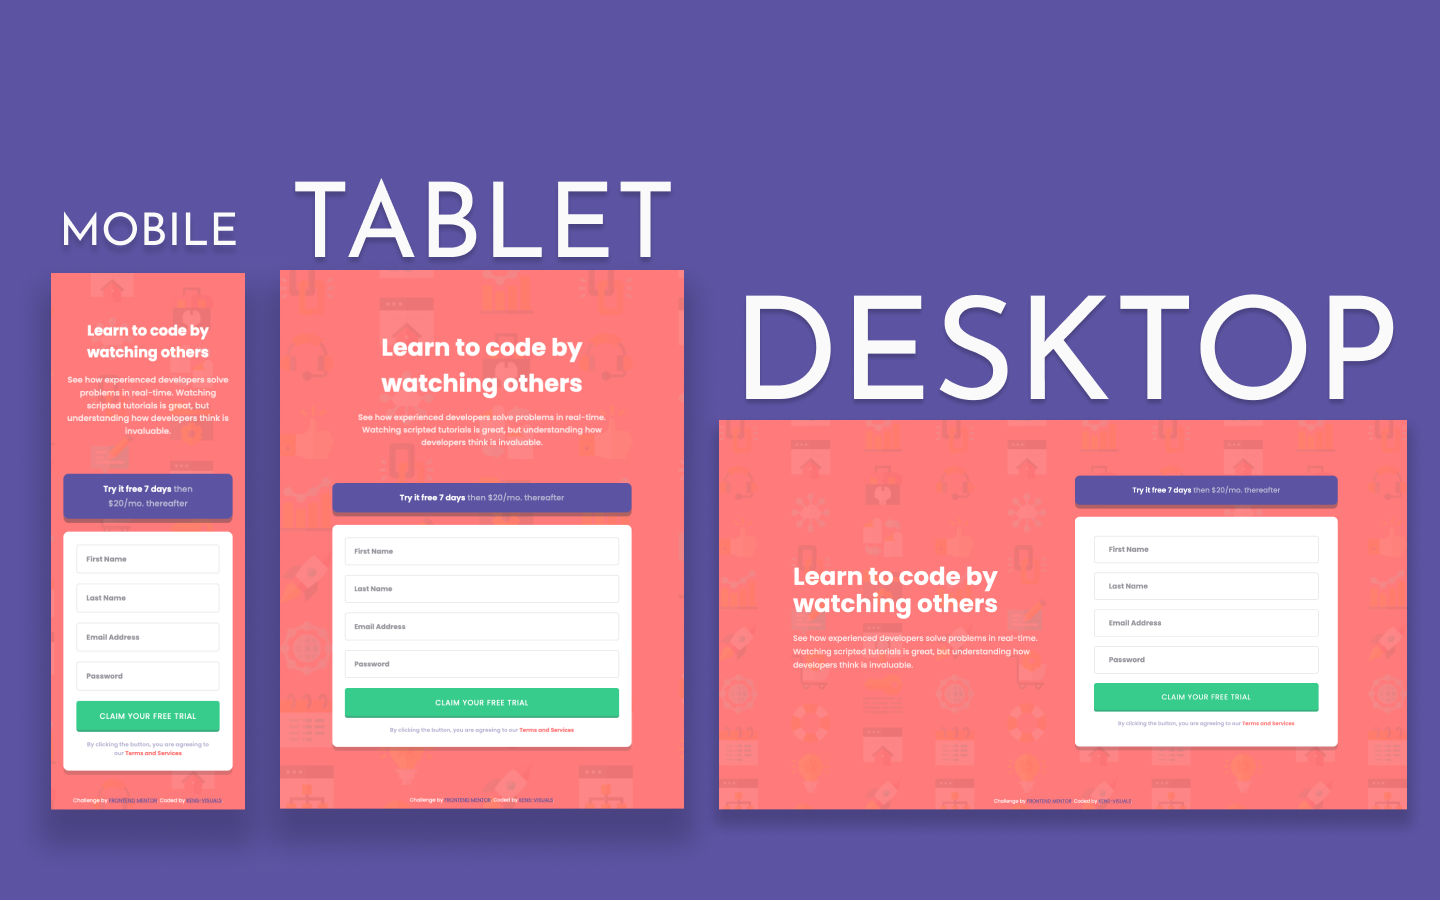 MOBILE
Learn to code by
watching others
See how experienced developers solve
problems in real-time. Watching
scripted tutorials is great, but
understanding how developers think is
invaluable.
Try it free 7 days then
$20/mo. thereafter
First Name
Last Name
Email Address
Password
CLAIM YOUR FREE TRIAL
By clicking the button, you are agreeing to
our Terms and Services
Challenge by FRONTEND MENTOR. Coded by KENS-VISUALS
TABLET
Learn to code by
watching others
See how experienced developers solve problems in real-time.
Watching scripted tutorials is great, but understanding how
developers think is invaluable.
Try it free 7 days then $20/mo. thereafter
First Name
Last Name
Email Address
Password
CLAIM YOUR FREE TRIAL
By clicking the button, you are agreeing to our Terms and Services
Challenge by FRONTEND MENTOR. Coded by KENS-VISUALS
DESKTOP
Learn to code by
watching others
See how experienced developers solve problems in real-time.
Watching scripted tutorials is great, but understanding how
developers think is invaluable.
Try it free 7 days then $20/mo. thereafter
First Name
Last Name
Email Address
Password
CLAIM YOUR FREE TRIAL
By clicking the button, you are agreeing to our Terms and Services
Challenge by FRONTEND MENTOR. Coded by KENS-VISUALS